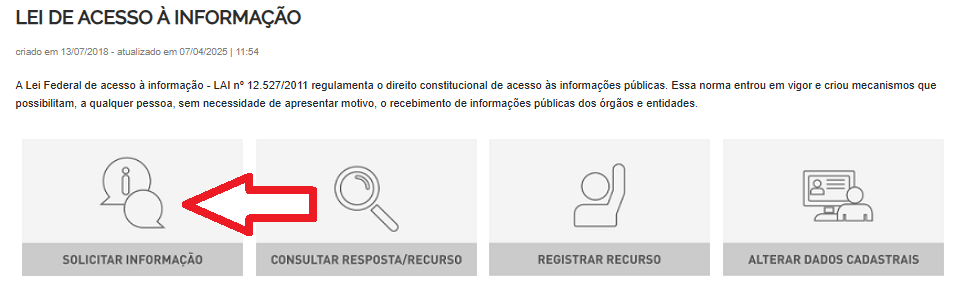 LEI DE ACESSO À INFORMAÇÃO
criado em 13/07/2018 - atualizado em 07/04/2025 | 11:54
A Lei Federal de acesso à informação - LAI nº 12.527/2011 regulamenta o direito constitucional de acesso às informações públicas. Essa norma entrou em vigor e criou mecanismos que
possibilitam, a qualquer pessoa, sem necessidade de apresentar motivo, o recebimento de informações públicas dos órgãos e entidades.
SOLICITAR INFORMAÇÃO
CONSULTAR RESPOSTA/RECURSO
REGISTRAR RECURSO
ALTERAR DADOS CADASTRAIS